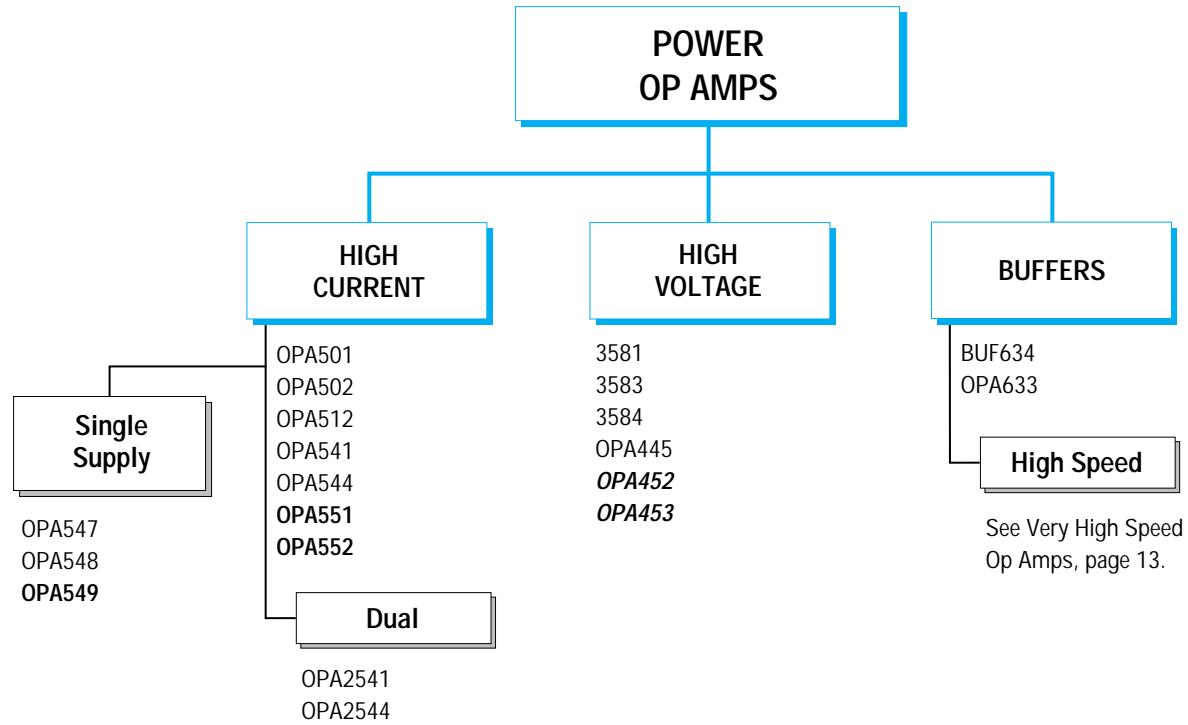 POWER
OP AMPS
HIGH
CURRENT
OPA501
OPA502
OPA512
OPA541
OPA544
OPA551
OPA552
Single
Supply
OPA547
OPA548
OPA549
Dual
OPA2541
OPA2544
HIGH
VOLTAGE
3581
3583
3584
OPA445
OPA452
OPA453
BUFFERS
BUF634
OPA633
High Speed
See Very High Speed
Op Amps, page 13.